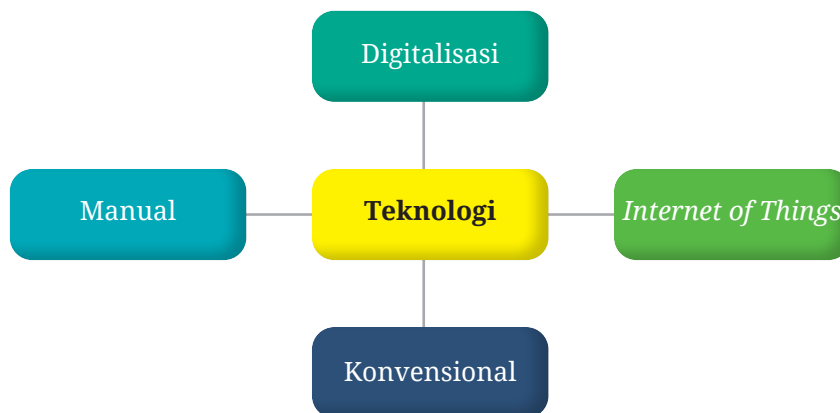 Digitalisasi
Manual
Teknologi
Internet of Things
Konvensional